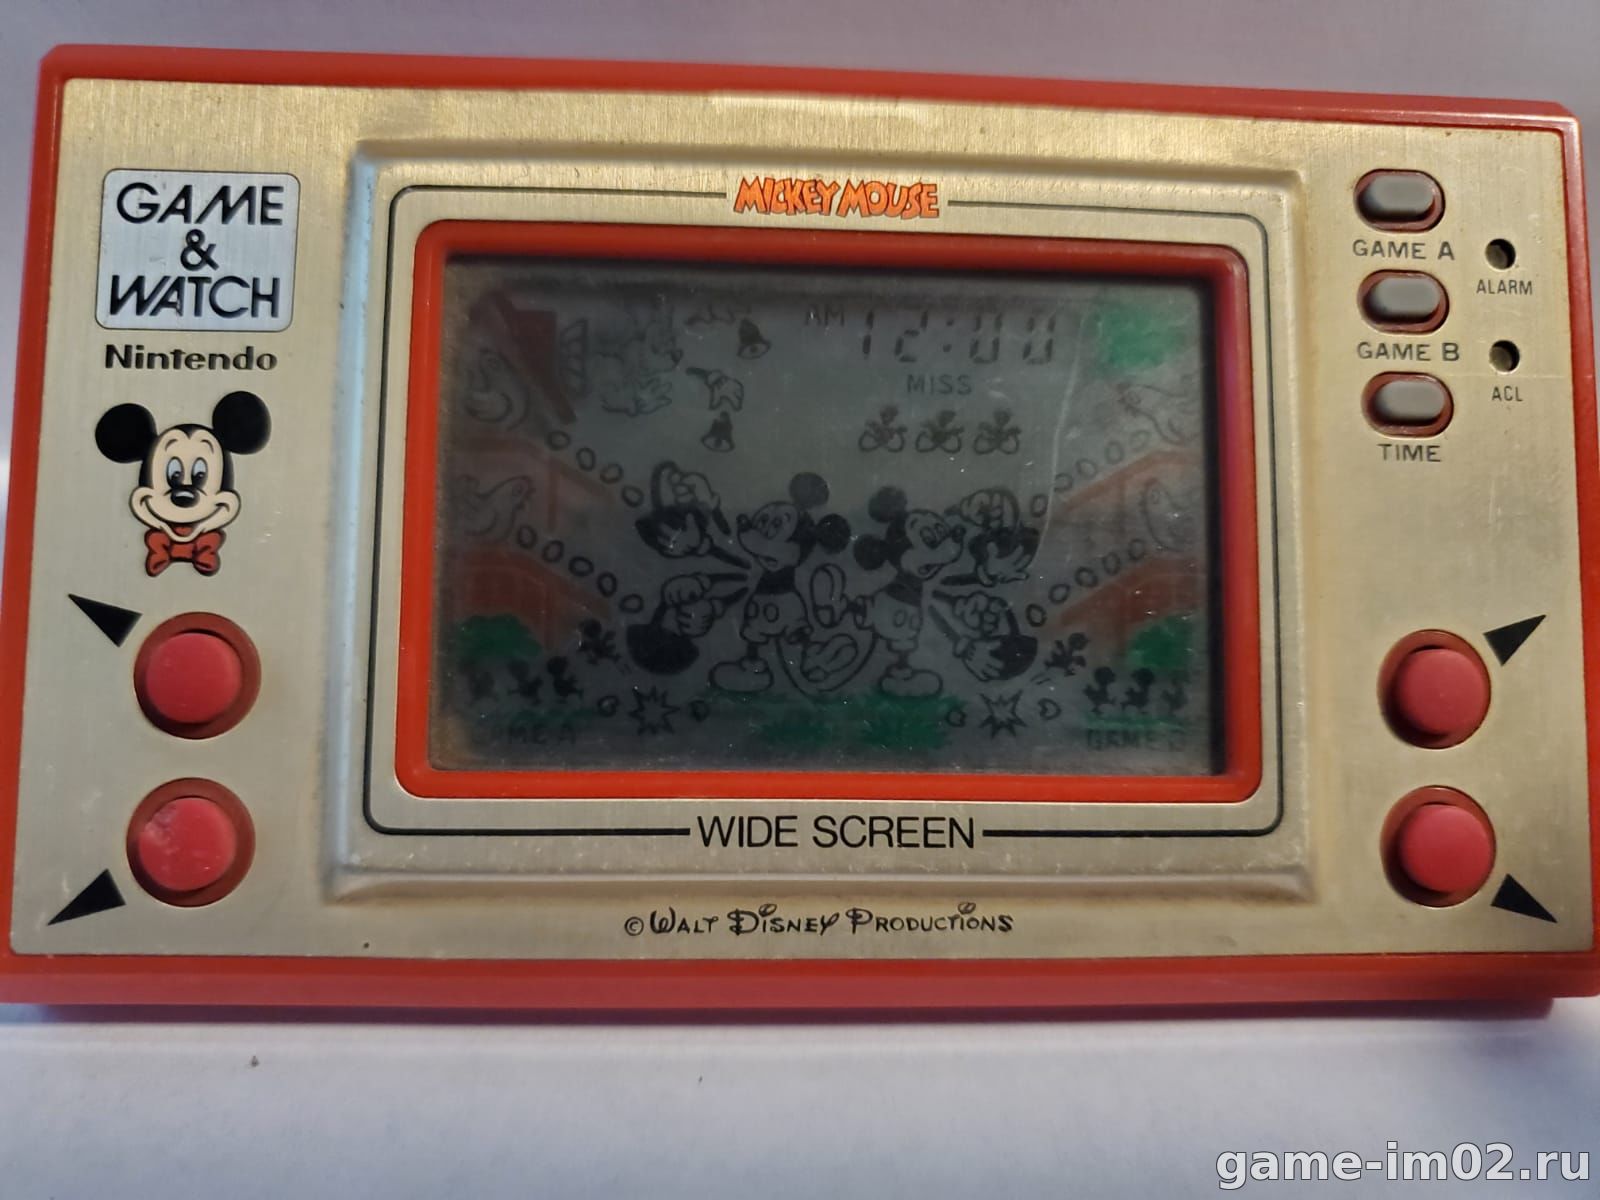 GAME
&
WATCH
Nintendo
MICKEY MOUSE
AM 12:00
MISS
GAME A
ALARM
GAME B
ACL
TIME
GAME A
GAME B
WIDE SCREEN
© WALT DISNEY PRODUCTIONS
game-im02.ru